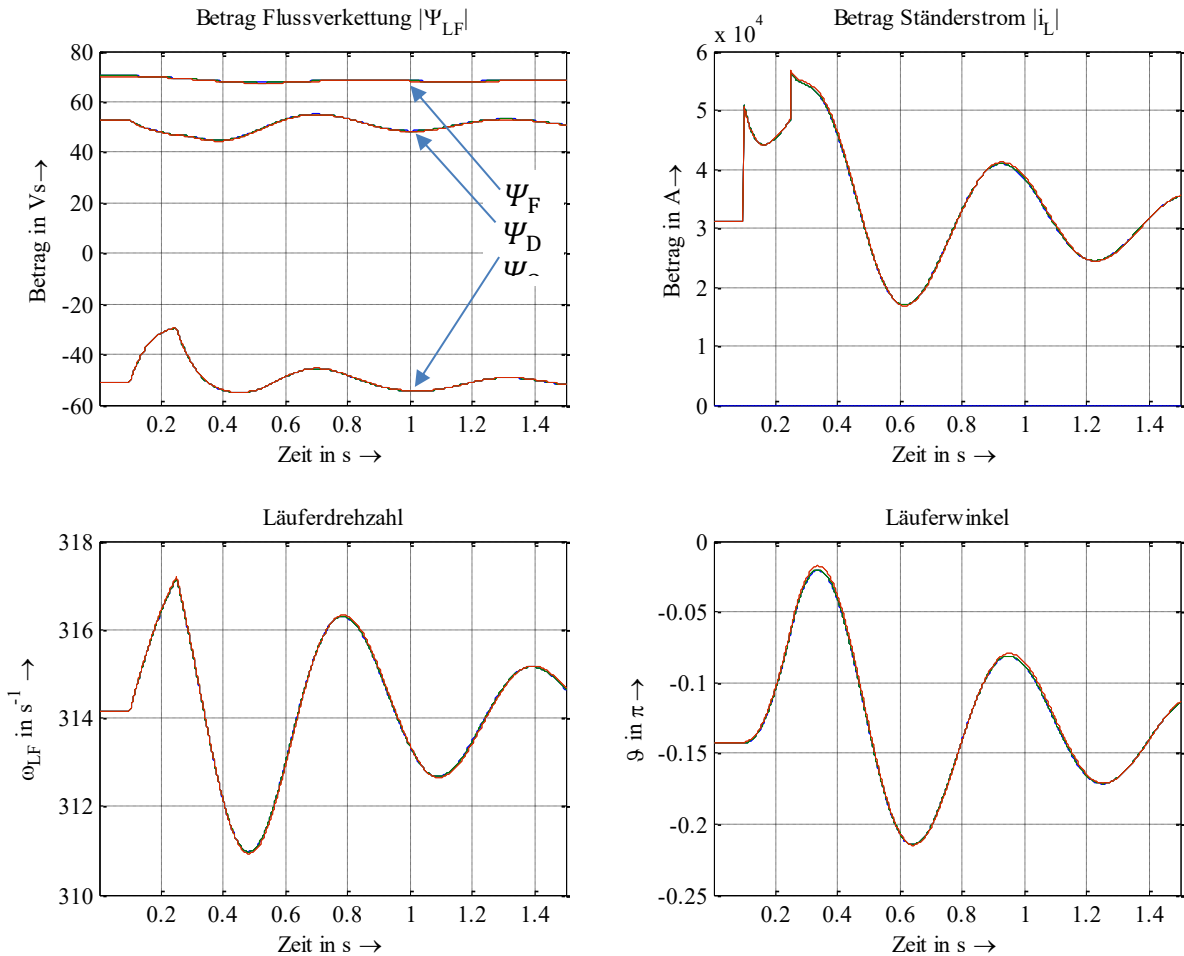 Betrag Flussverkettung |Ψ_LF|
80
60
40
20
0
-20
-40
-60
Betrag in Vs→
0.2 0.4 0.6 0.8 1 1.2 1.4
Zeit in s →
Ψ_F
Ψ_D
Betrag Ständerstrom |i_L|
x 10^4
6
5
4
3
2
1
0
Betrag in A→
0.2 0.4 0.6 0.8 1 1.2 1.4
Zeit in s →
Läuferdrehzahl
318
316
314
312
310
ω_LF in s^-1 →
0.2 0.4 0.6 0.8 1 1.2 1.4
Zeit in s →
Läuferwinkel
0
-0.05
-0.1
-0.15
-0.2
-0.25
ϑ in π →
0.2 0.4 0.6 0.8 1 1.2 1.4
Zeit in s →